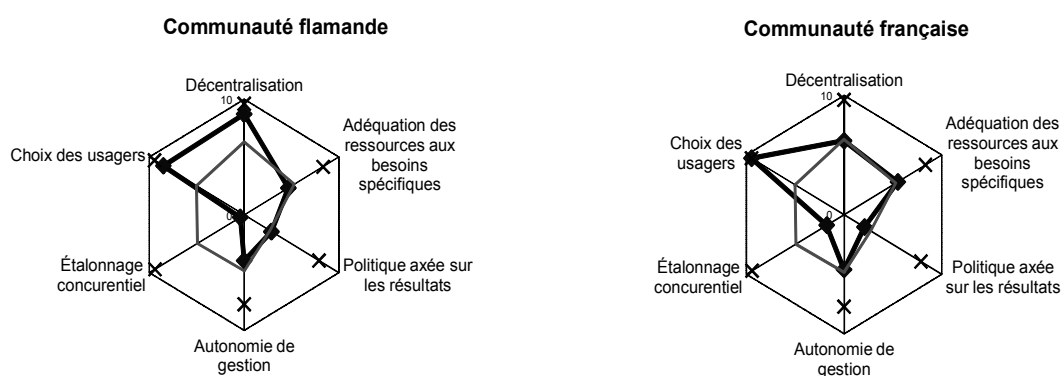 Communauté flamande
Décentralisation
10
Adéquation des
ressources aux
besoins
spécifiques
Choix des usagers
0
Étalonnage
concurentiel
Politique axée sur
les résultats
Autonomie de
gestion
Communauté française
Décentralisation
10
Adéquation des
ressources aux
besoins
spécifiques
Choix des
usagers
0
Étalonnage
concurentiel
Politique axée
sur les résultats
Autonomie de
gestion